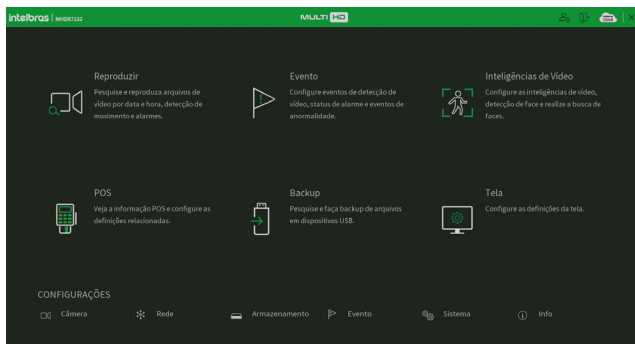 intelbras | MHDX7132
MULTI HD
Reproduzir
Pesquise e reproduza arquivos de
vídeo por data e hora, detecção de
movimento e alarmes.
Evento
Configure eventos de detecção de
vídeo, status de alarme e eventos de
anormalidade.
Inteligências de Vídeo
Configure as inteligências de vídeo,
detecção de face e realize a busca de
faces.
POS
Veja a informação POS e configure as
definições relacionadas.
Backup
Pesquise e faça backup de arquivos
em dispositivos USB.
Tela
Configure as definições da tela.
CONFIGURAÇÕES
Câmera Rede Armazenamento Evento Sistema Info